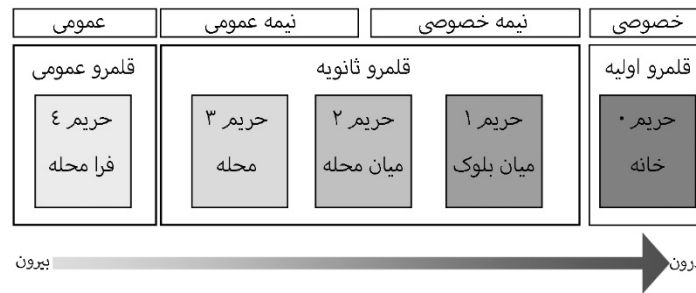 خصوصی
نیمه خصوصی
نیمه عمومی
عمومی
قلمرو اولیه
قلمرو ثانویه
قلمرو عمومی
حریم ۰
خانه
حریم ۱
میان بلوک
حریم ۲
میان محله
حریم ۳
محله
حریم ٤
فرا محله
درون
بیرون